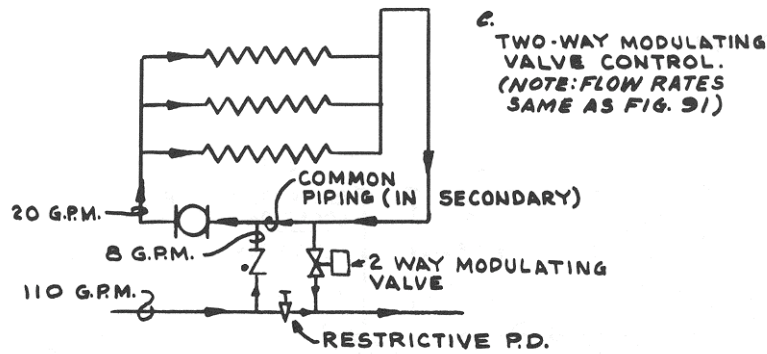 C.
TWO-WAY MODULATING
VALVE CONTROL.
(NOTE: FLOW RATES
SAME AS FIG. 91)
COMMON
PIPING (IN SECONDARY)
20 G.P.M.
8 G.P.M.
2 WAY MODULATING
VALVE
110 G.P.M.
RESTRICTIVE P.D.